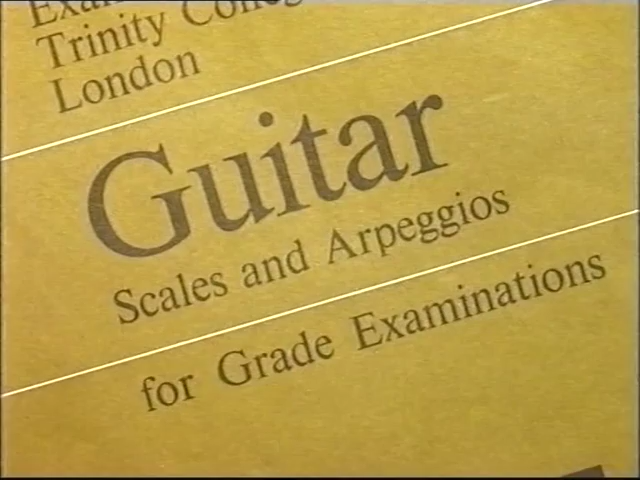 Trinity
London
Guitar
Scales and Arpeggios
for Grade Examinations